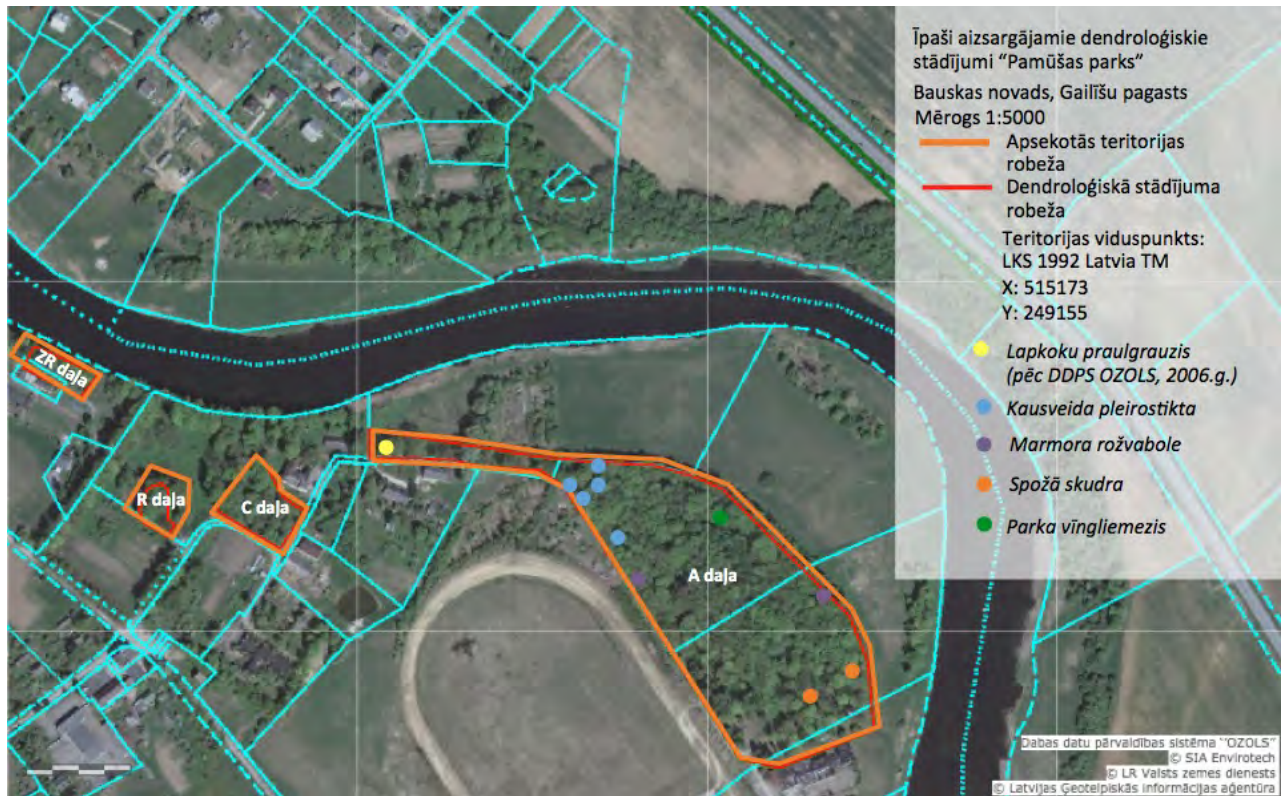 Īpaši aizsargājamie dendroloģiskie
stādījumi “Pamūšas parks”
Bauskas novads, Gailīšu pagasts
Mērogs 1:5000
Apsekotās teritorijas
robeža
Dendroloģiskā stādījuma
robeža
Teritorijas viduspunkts:
LKS 1992 Latvia TM
X: 515173
Y: 249155
Lapkoku praulgrauzis
(pēc DDPS OZOLS, 2006.g.)
Kausveida pleirostikta
Marmora rožvabole
Spožā skudra
Parka vīngliemezis
ZR daļa
R daļa
C daļa
A daļa
Dabas datu pārvaldības sistēma "OZOLS"
© SIA Envirotech
© LR Valsts zemes dienests
© Latvijas Ģeotelpiskās informācijas aģentūra